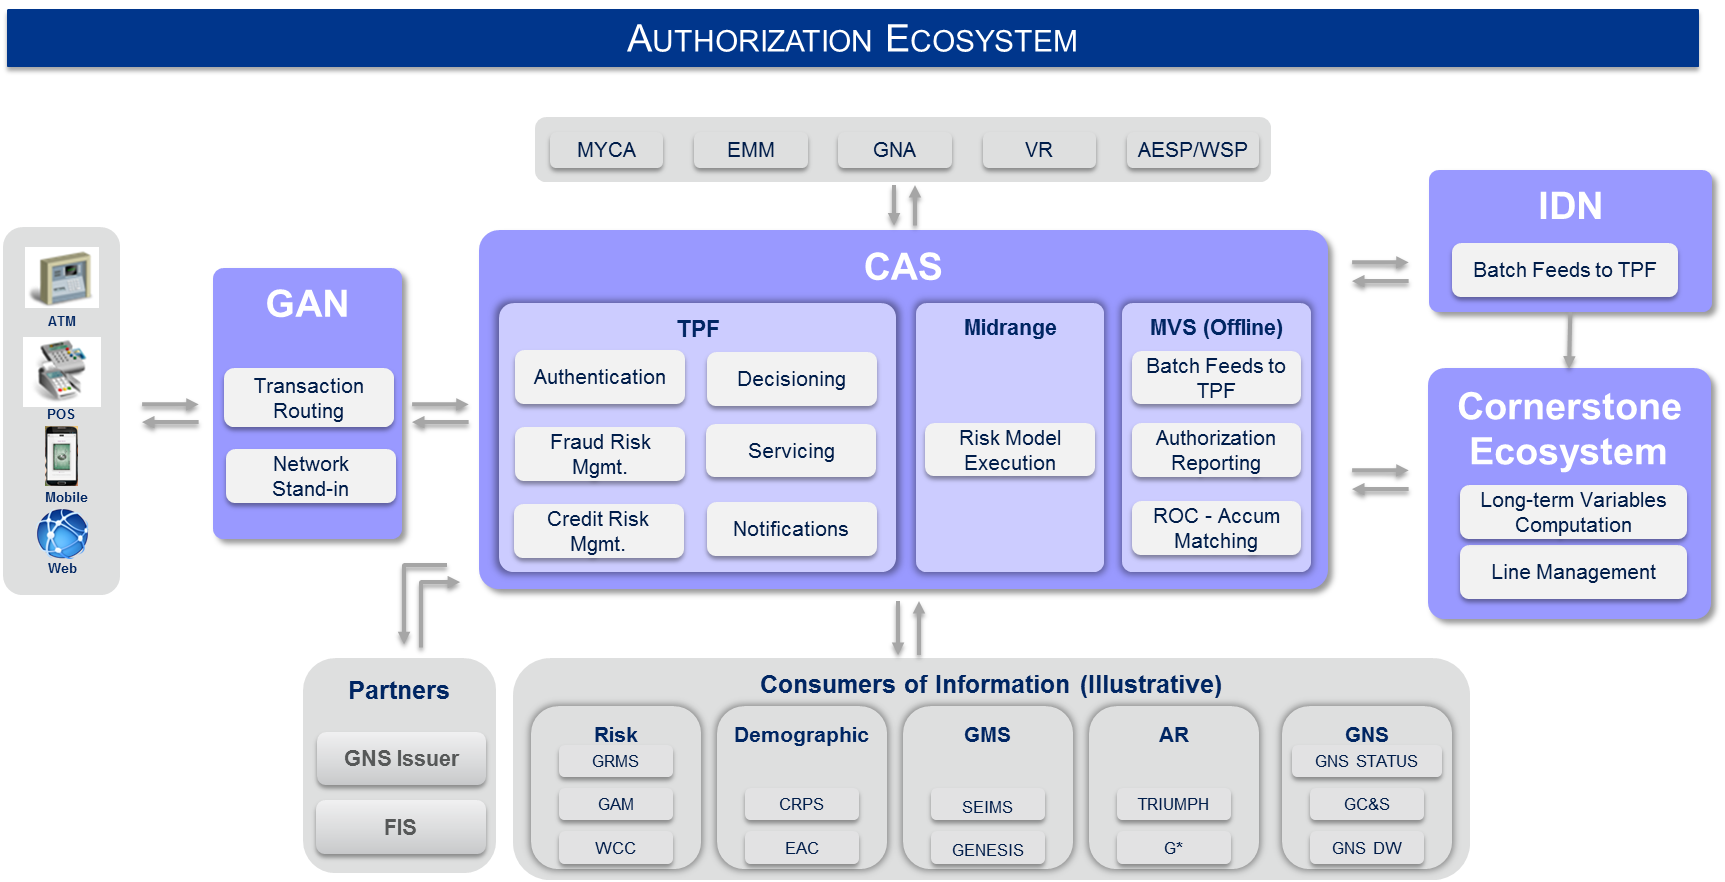 AUTHORIZATION ECOSYSTEM
MYCA
EMM
GNA
VR
AESP/WSP
ATM
POS
Mobile
Web
GAN
Transaction
Routing
Network
Stand-in
CAS
TPF
Authentication
Decisioning
Fraud Risk
Mgmt.
Servicing
Credit Risk
Mgmt.
Notifications
Midrange
Risk Model
Execution
MVS (Offline)
Batch Feeds to
TPF
Authorization
Reporting
ROC - Accum
Matching
IDN
Batch Feeds to TPF
Cornerstone
Ecosystem
Long-term Variables
Computation
Line Management
Partners
GNS Issuer
FIS
Consumers of Information (Illustrative)
Risk
GRMS
GAM
WCC
Demographic
CRPS
EAC
GMS
SEIMS
GENESIS
AR
TRIUMPH
G*
GNS
GNS STATUS
GC&S
GNS DW